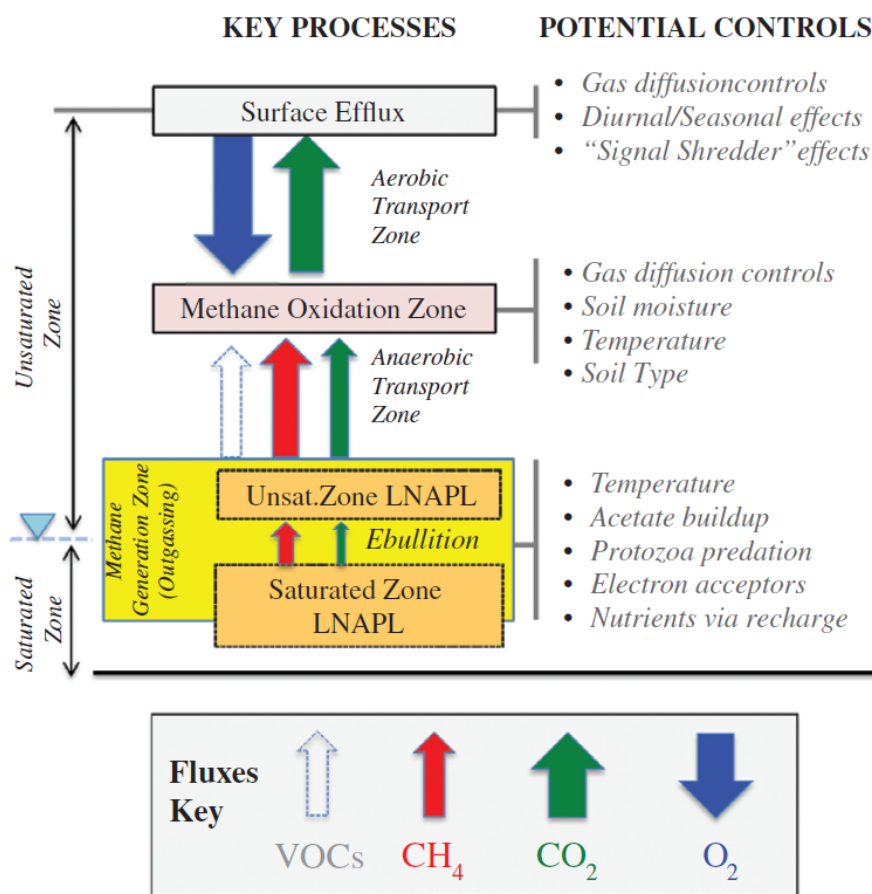 KEY PROCESSES
POTENTIAL CONTROLS
Surface Efflux
• Gas diffusioncontrols
• Diurnal/Seasonal effects
• “Signal Shredder”effects
Aerobic
Transport
Zone
Unsaturated
Zone
Methane Oxidation Zone
• Gas diffusion controls
• Soil moisture
• Temperature
• Soil Type
Anaerobic
Transport
Zone
Methane
Generation Zone
(Outgassing)
Unsat.Zone LNAPL
Ebullition
Saturated Zone
LNAPL
• Temperature
• Acetate buildup
• Protozoa predation
• Electron acceptors
• Nutrients via recharge
Saturated
Zone
Fluxes
Key
VOCs
CH₄
CO₂
O₂